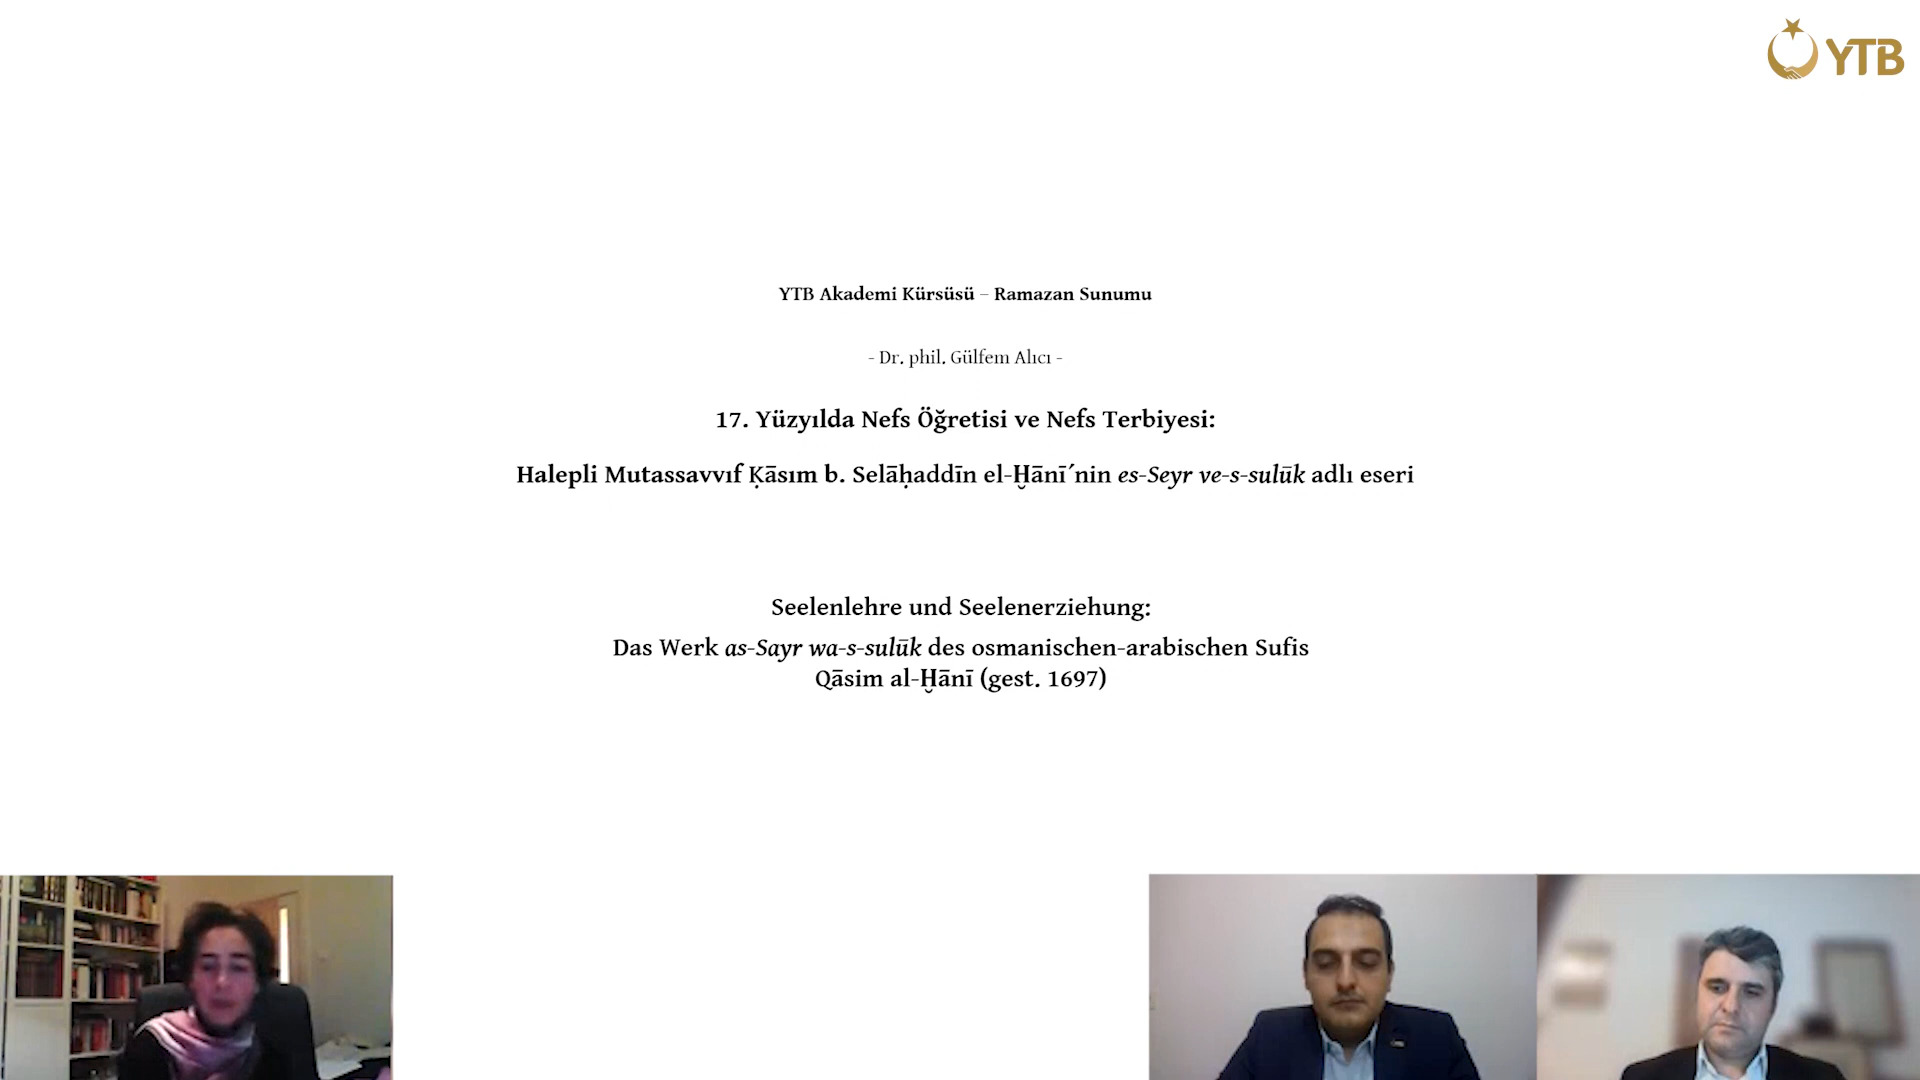 YTB
YTB Akademi Kürsüsü – Ramazan Sunumu
- Dr. phil. Gülfem Alıcı -
17. Yüzyılda Nefs Öğretisi ve Nefs Terbiyesi:
Halepli Mutassavvıf Ḳāsım b. Selāḥaddīn el-Ḫānī´nin es-Seyr ve-s-sulūk adlı eseri
Seelenlehre und Seelenerziehung:
Das Werk as-Sayr wa-s-sulūk des osmanischen-arabischen Sufis
Qāsim al-Ḫānī (gest. 1697)